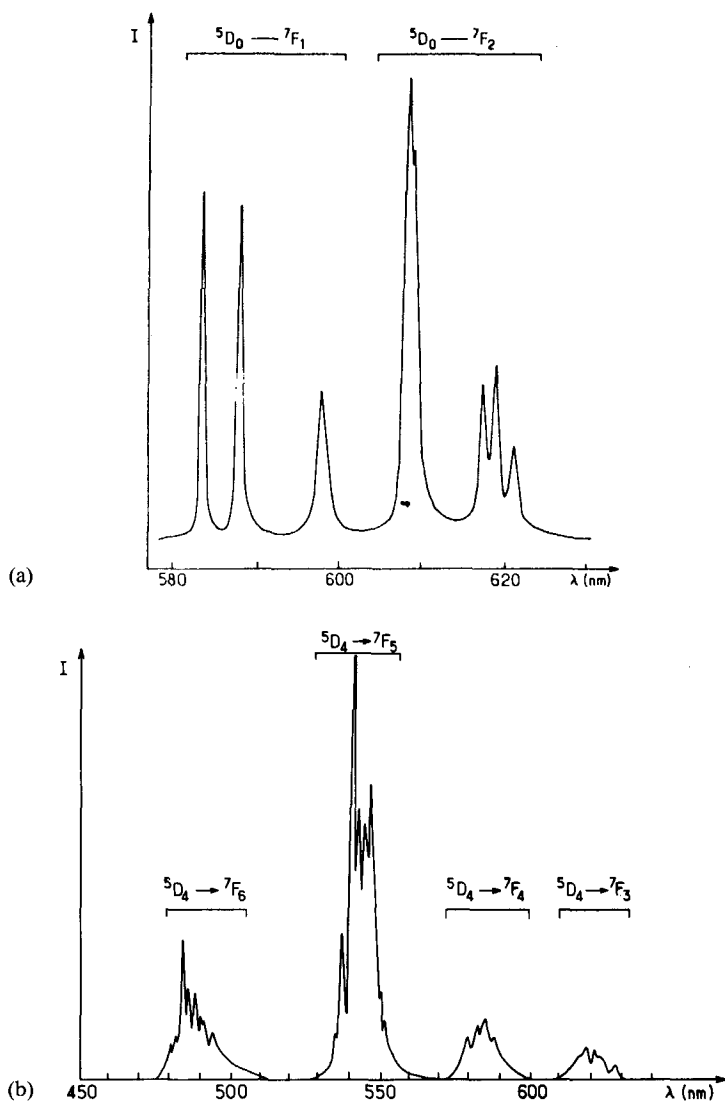 I
⁵D₀ — ⁷F₁
⁵D₀ — ⁷F₂
580
600
620
λ (nm)
(a)
I
⁵D₄ → ⁷F₆
⁵D₄ → ⁷F₅
⁵D₄ → ⁷F₄
⁵D₄ → ⁷F₃
450
500
550
600
λ (nm)
(b)